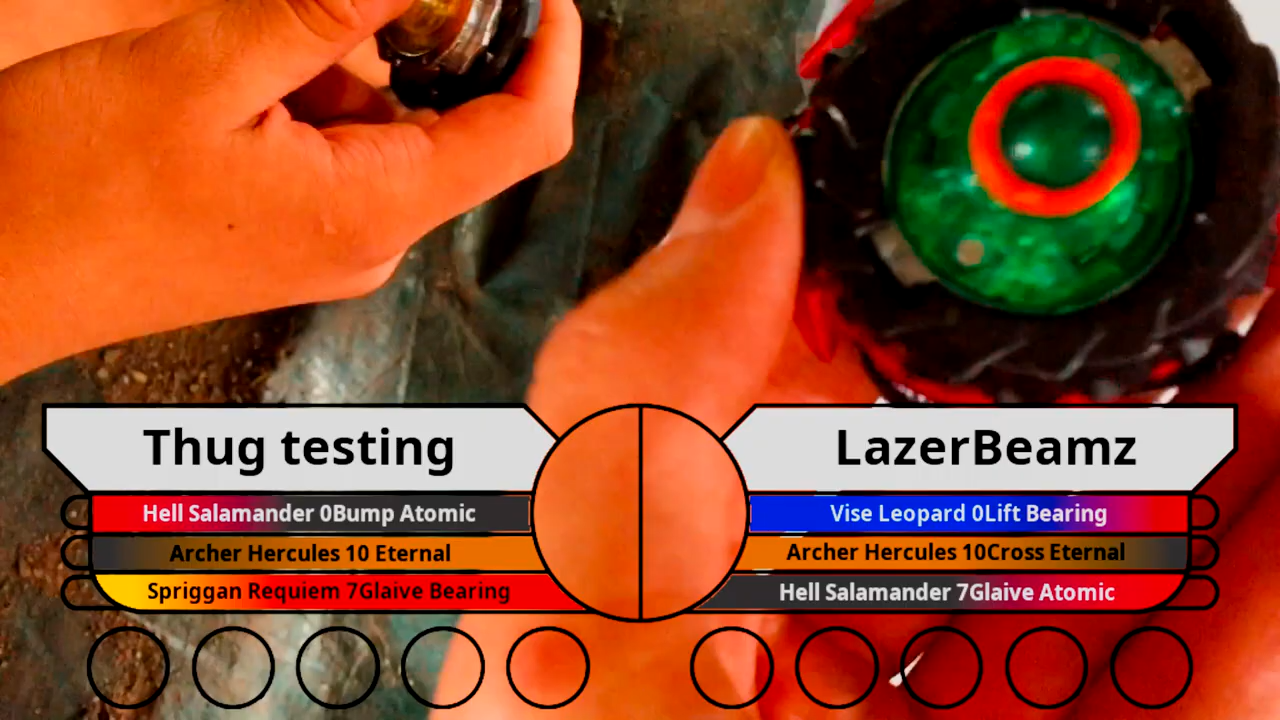 Thug testing
Hell Salamander 0Bump Atomic
Archer Hercules 10 Eternal
Spriggan Requiem 7Glaive Bearing
LazerBeamz
Vise Leopard 0Lift Bearing
Archer Hercules 10Cross Eternal
Hell Salamander 7Glaive Atomic